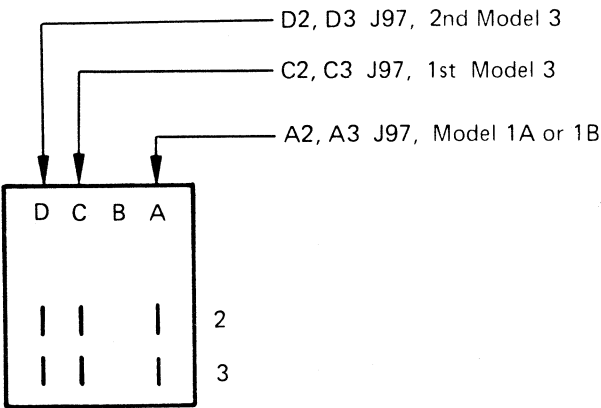 D2, D3 J97, 2nd Model 3
C2, C3 J97, 1st Model 3
A2, A3 J97, Model 1A or 1B
D C B A
2
3